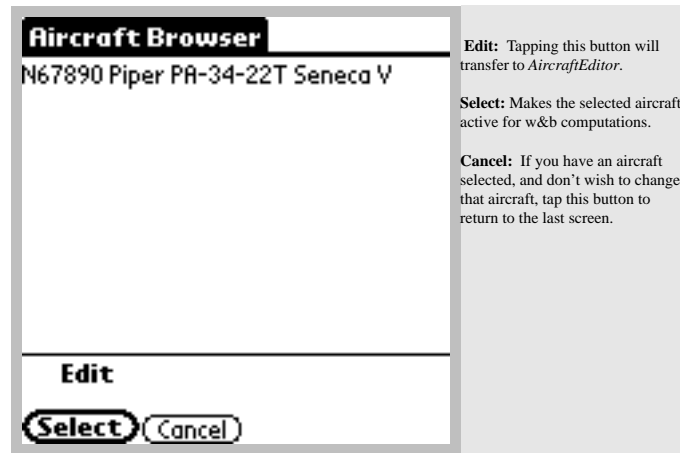 Aircraft Browser
N67890 Piper PA-34-22T Seneca V
Edit
Select Cancel
Edit: Tapping this button will
transfer to AircraftEditor.
Select: Makes the selected aircraft
active for w&b computations.
Cancel: If you have an aircraft
selected, and don't wish to change
that aircraft, tap this button to
return to the last screen.